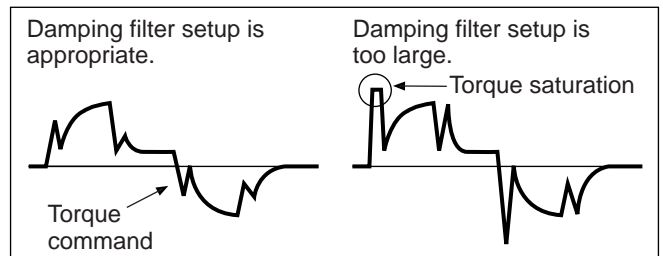 Damping filter setup is
appropriate.
Torque
command
Damping filter setup is
too large.
Torque saturation